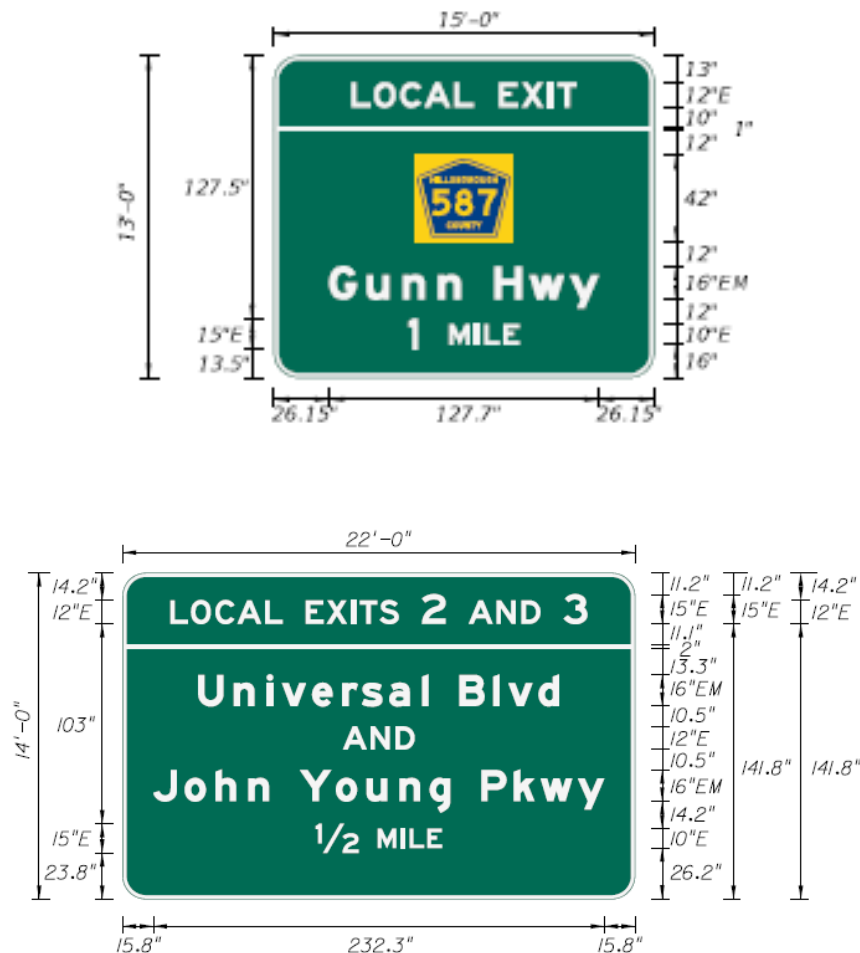 15'-0"
13'-0"
127.5"
15"E
13.5"
LOCAL EXIT
HILLSBOROUGH
587
COUNTY
Gunn Hwy
1 MILE
13"
12"E
10"
1"
12"
42"
12"
16"EM
12"
10"E
16"
26.15" 127.7" 26.15"
22'-0"
14'-0"
14.2"
12"E
103"
15"E
23.8"
LOCAL EXITS 2 AND 3
Universal Blvd
AND
John Young Pkwy
1/2 MILE
11.2"
15"E
11.1"
2"
13.3"
16"EM
10.5"
12"E
10.5"
16"EM
14.2"
10"E
26.2"
11.2"
15"E
141.8"
14.2"
12"E
141.8"
15.8" 232.3" 15.8"